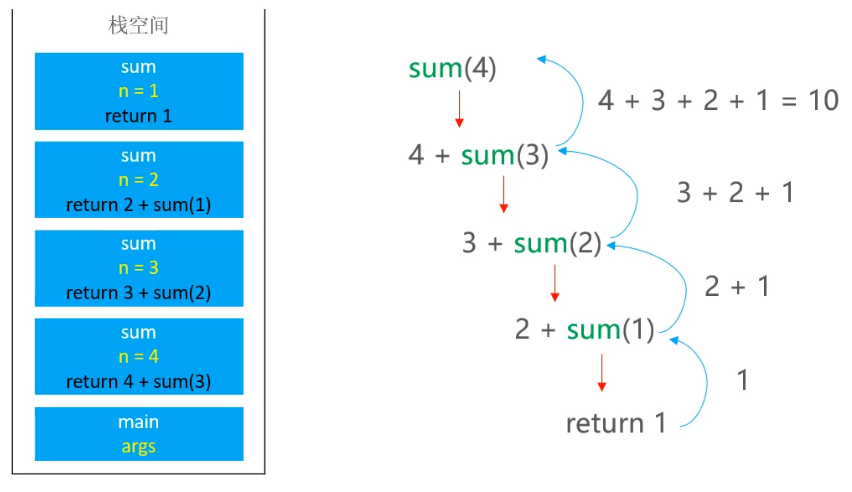 栈空间
sum
n = 1
return 1
sum
n = 2
return 2 + sum(1)
sum
n = 3
return 3 + sum(2)
sum
n = 4
return 4 + sum(3)
main
args
sum(4)
4 + 3 + 2 + 1 = 10
4 + sum(3)
3 + 2 + 1
3 + sum(2)
2 + 1
2 + sum(1)
1
return 1